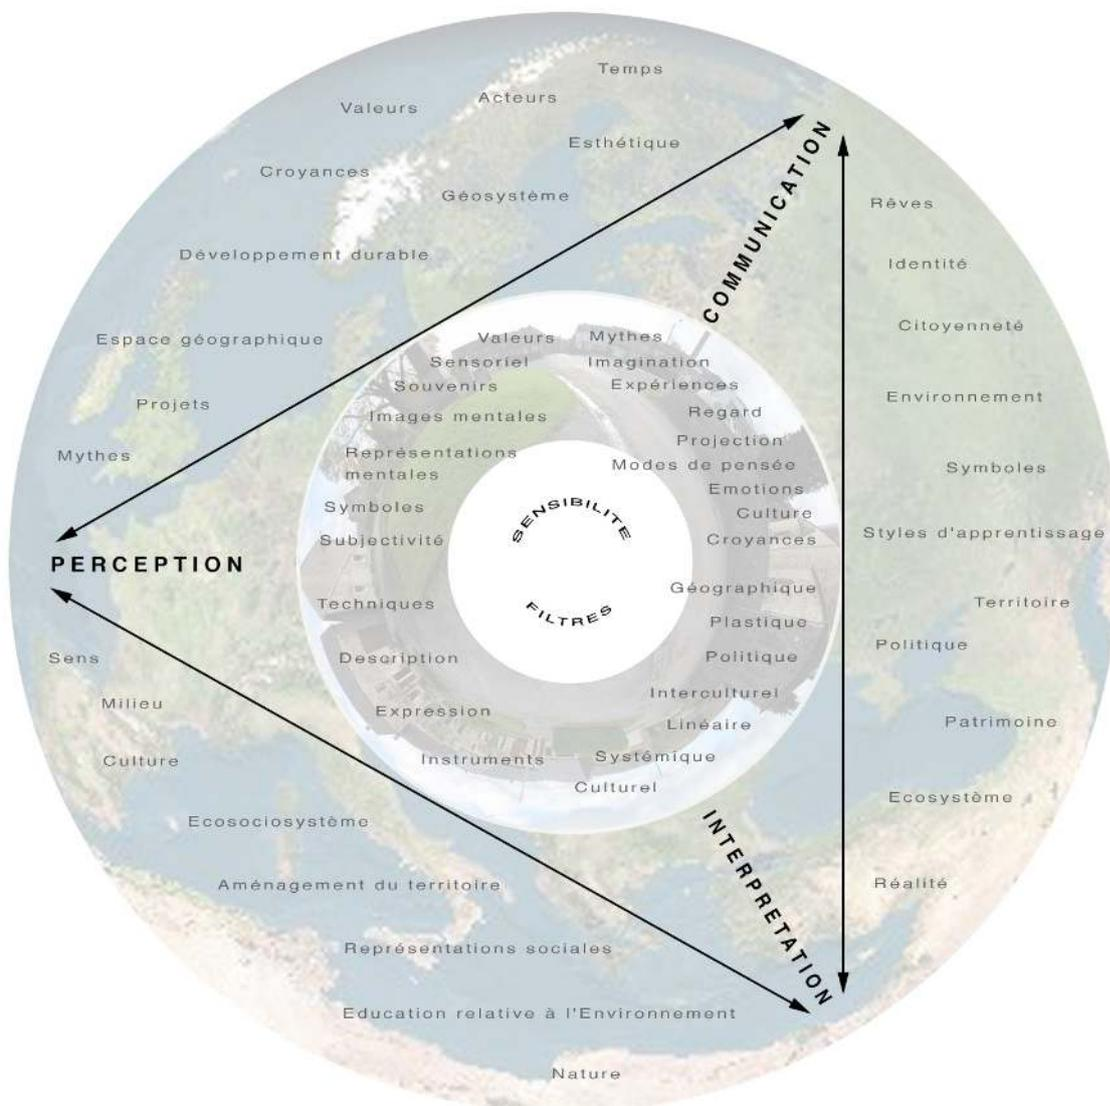 Temps
Acteurs
Valeurs
Esthétique
Croyances
Géosystème
Développement durable
Espace géographique
Projets
Mythes
PERCEPTION
Sens
Milieu
Culture
Ecosociosystème
Aménagement du territoire
Représentations sociales
Education relative à l'Environnement
Nature
COMMUNICATION
Rêves
Identité
Citoyenneté
Environnement
Symboles
Styles d'apprentissage
Territoire
Politique
Patrimoine
Ecosystème
Réalité
INTERPRETATION
Valeurs
Sensoriel
Souvenirs
Images mentales
Représentations
mentales
Symboles
Subjectivité
Techniques
Description
Expression
Instruments
Mythes
Imagination
Expériences
Regard
Projection
Modes de pensée
Emotions
Culture
Croyances
Géographique
Plastique
Politique
Interculturel
Linéaire
Systémique
Culturel
SENSIBILITE
FILTRES